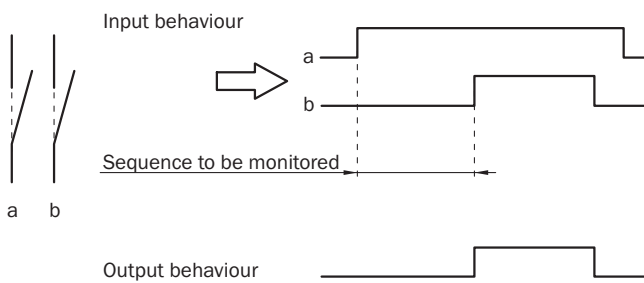 Input behaviour
a
b
Sequence to be monitored
a b
Output behaviour